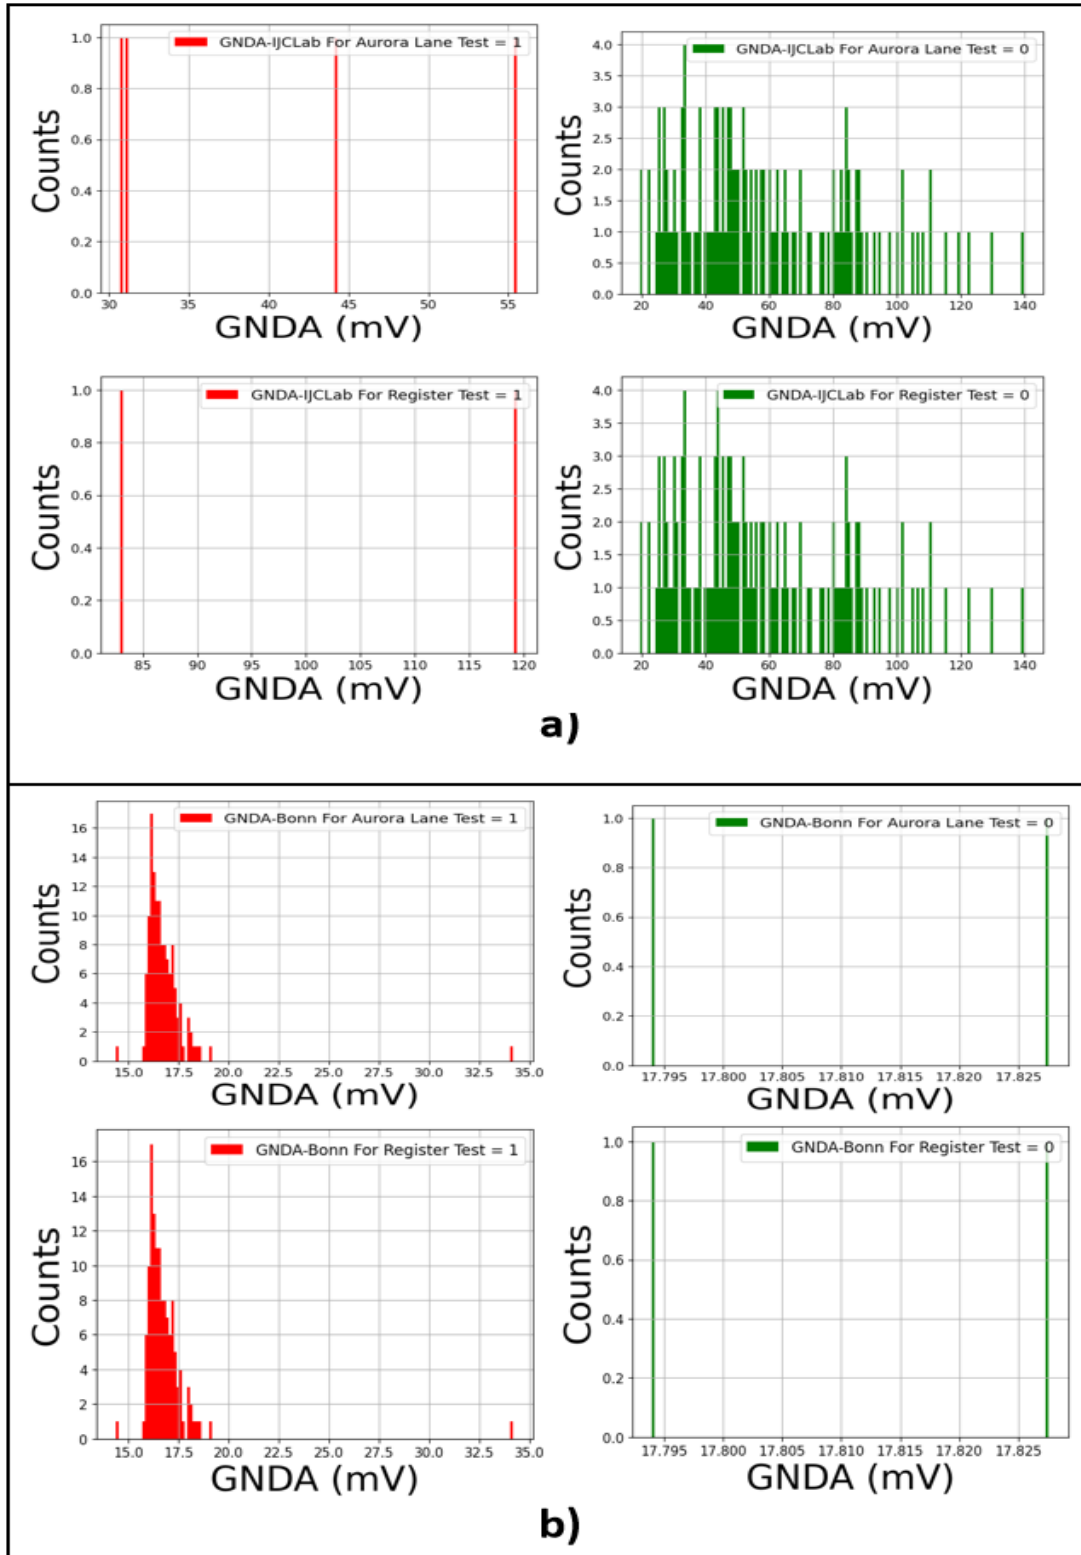 GNDA-IJCLab For Aurora Lane Test = 1
1.0
0.8
0.6
0.4
0.2
0.0
Counts
30 35 40 45 50 55
GNDA (mV)
GNDA-IJCLab For Aurora Lane Test = 0
4.0
3.5
3.0
2.5
2.0
1.5
1.0
0.5
0.0
Counts
20 40 60 80 100 120 140
GNDA (mV)
GNDA-IJCLab For Register Test = 1
1.0
0.8
0.6
0.4
0.2
0.0
Counts
85 90 95 100 105 110 115 120
GNDA (mV)
GNDA-IJCLab For Register Test = 0
4.0
3.5
3.0
2.5
2.0
1.5
1.0
0.5
0.0
Counts
20 40 60 80 100 120 140
GNDA (mV)
a)
GNDA-Bonn For Aurora Lane Test = 1
16
14
12
10
8
6
4
2
0
Counts
15.0 17.5 20.0 22.5 25.0 27.5 30.0 32.5 35.0
GNDA (mV)
GNDA-Bonn For Aurora Lane Test = 0
1.0
0.8
0.6
0.4
0.2
0.0
Counts
17.795 17.800 17.805 17.810 17.815 17.820 17.825
GNDA (mV)
GNDA-Bonn For Register Test = 1
16
14
12
10
8
6
4
2
0
Counts
15.0 17.5 20.0 22.5 25.0 27.5 30.0 32.5 35.0
GNDA (mV)
GNDA-Bonn For Register Test = 0
1.0
0.8
0.6
0.4
0.2
0.0
Counts
17.795 17.800 17.805 17.810 17.815 17.820 17.825
GNDA (mV)
b)